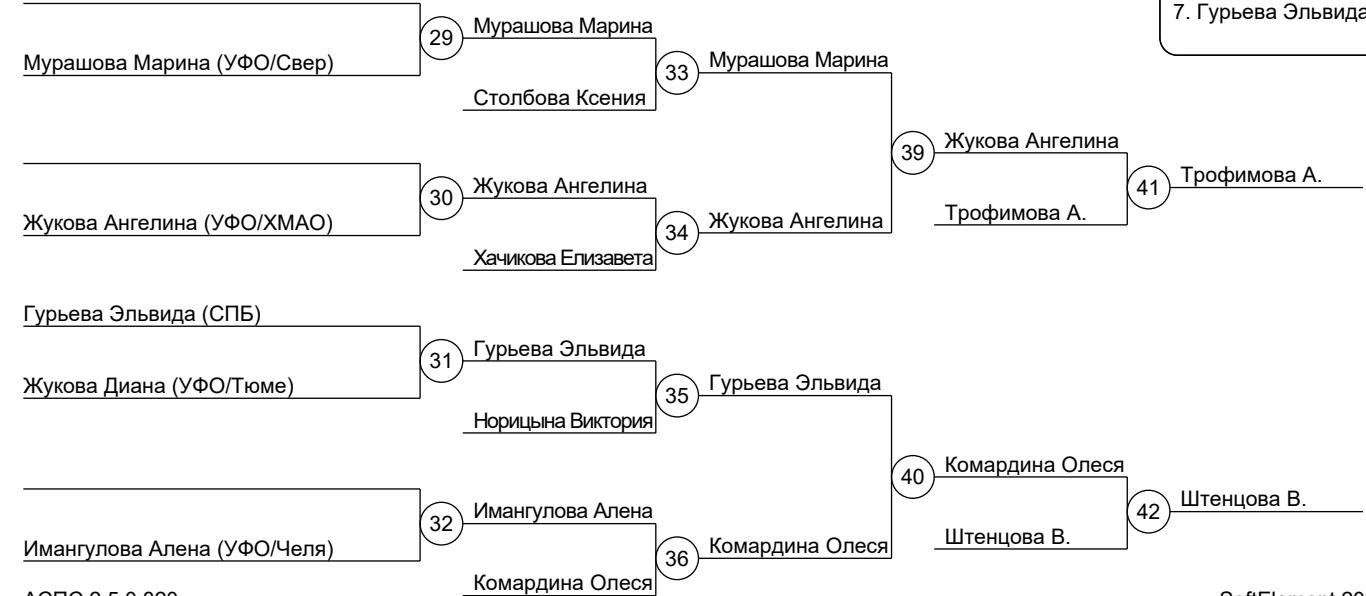 7. Гурьева Эльвида
Мурашова Марина (УФО/Свер)
29
Мурашова Марина
Столбова Ксения
33
Мурашова Марина
Жукова Ангелина (УФО/ХМАО)
30
Жукова Ангелина
Хачикова Елизавета
34
Жукова Ангелина
39
Жукова Ангелина
Трофимова А.
41
Трофимова А.
Гурьева Эльвида (СПБ)
Жукова Диана (УФО/Тюме)
31
Гурьева Эльвида
Норицына Виктория
35
Гурьева Эльвида
Имангулова Алена (УФО/Челя)
32
Имангулова Алена
Комардина Олеся
36
Комардина Олеся
40
Комардина Олеся
Штенцова В.
42
Штенцова В.